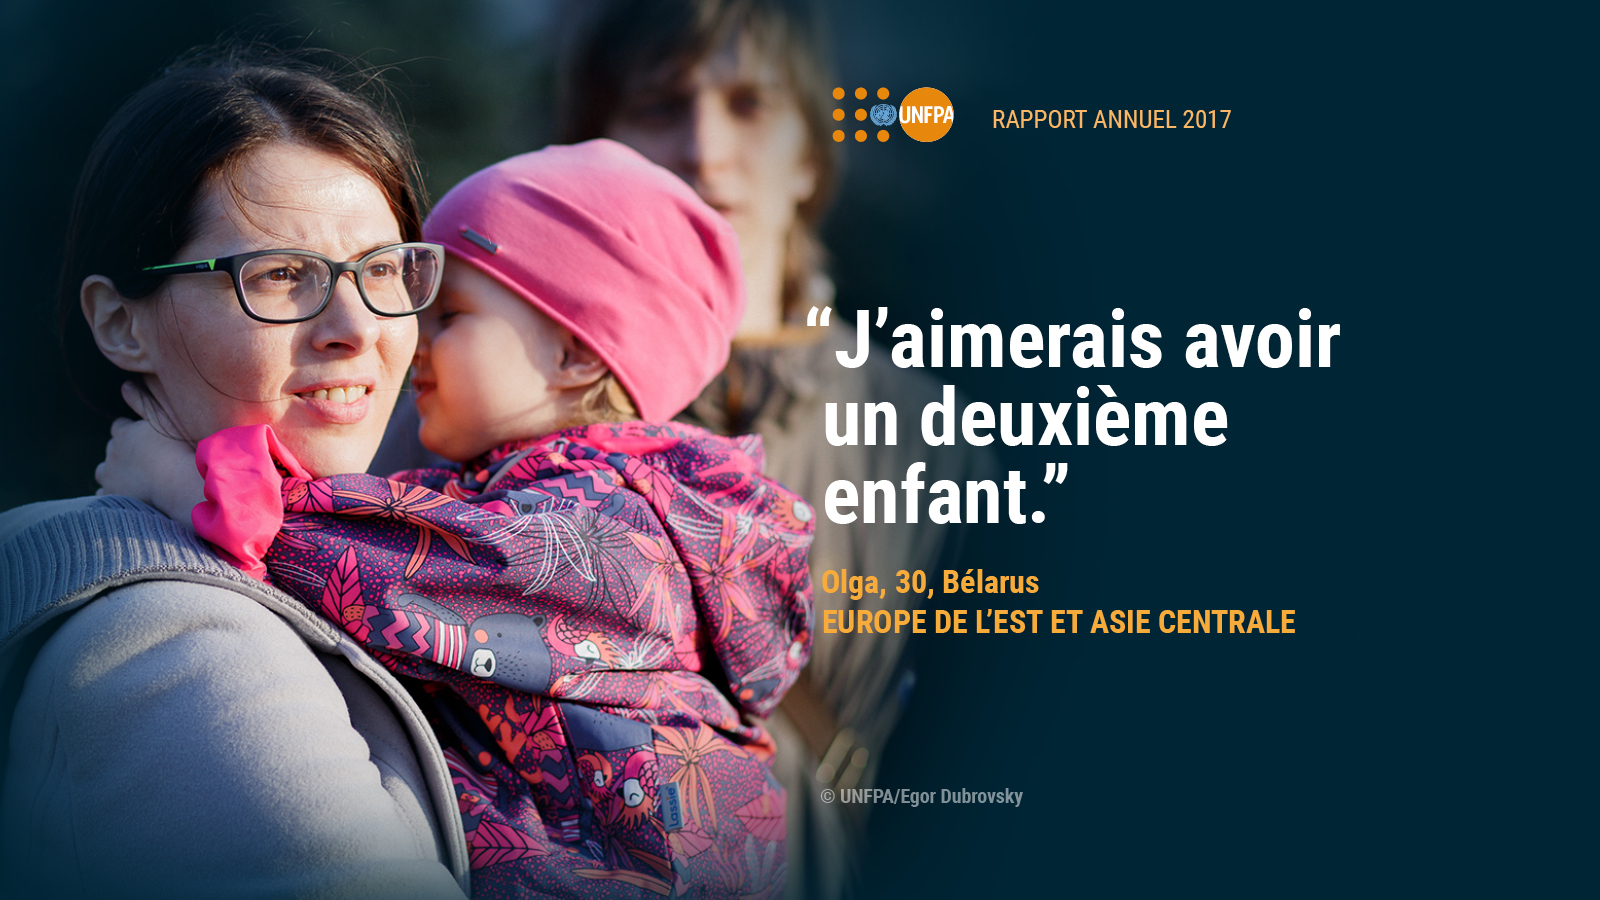 UNFPA
RAPPORT ANNUEL 2017
“J’aimerais avoir
un deuxième
enfant.”
Olga, 30, Bélarus
EUROPE DE L’EST ET ASIE CENTRALE
© UNFPA/Egor Dubrovsky
Lassie